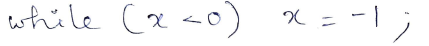 while (x <0) x = -1 ;